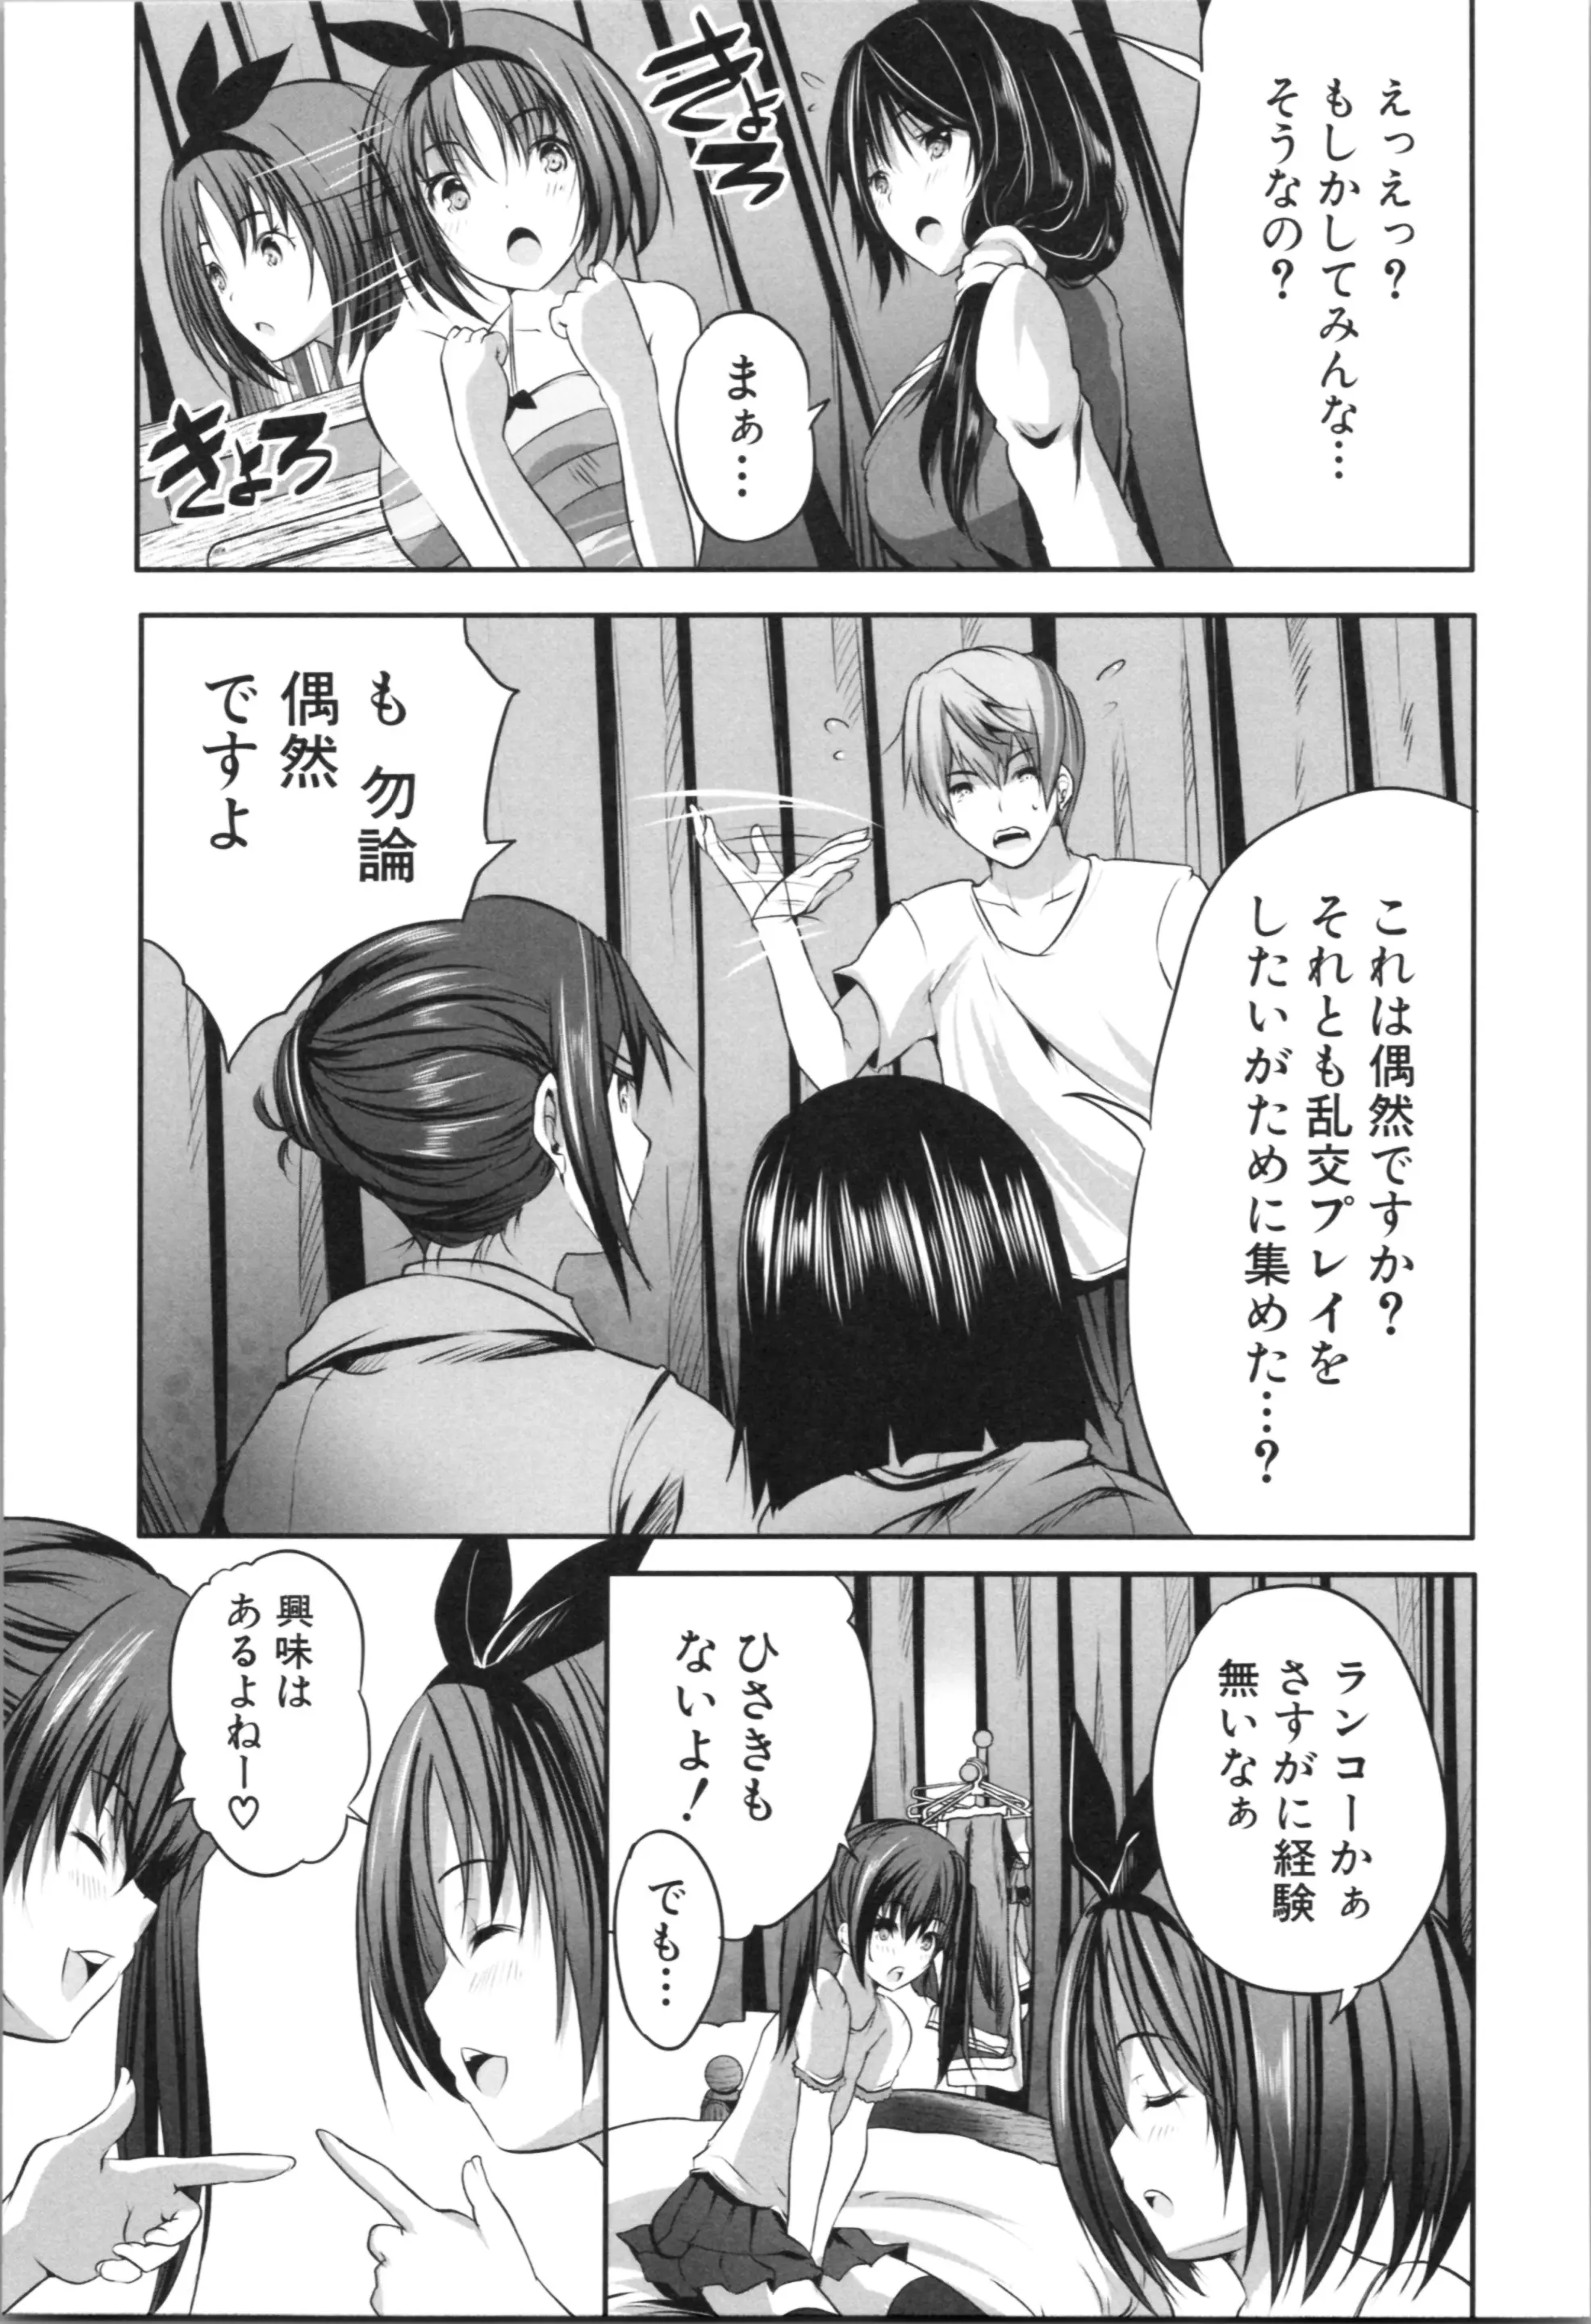 えっえっ?
もしかしてみんな…
そうなの?
きょろ
まぁ…
きょろ
これは偶然ですか?
それとも乱交プレイを
したいがために集めた…?
も 勿論
偶然
ですよ
ランコーかぁ
さすがに経験
無いなぁ
ひさきも
ないよ!
でも…
興味は
あるよねー♡